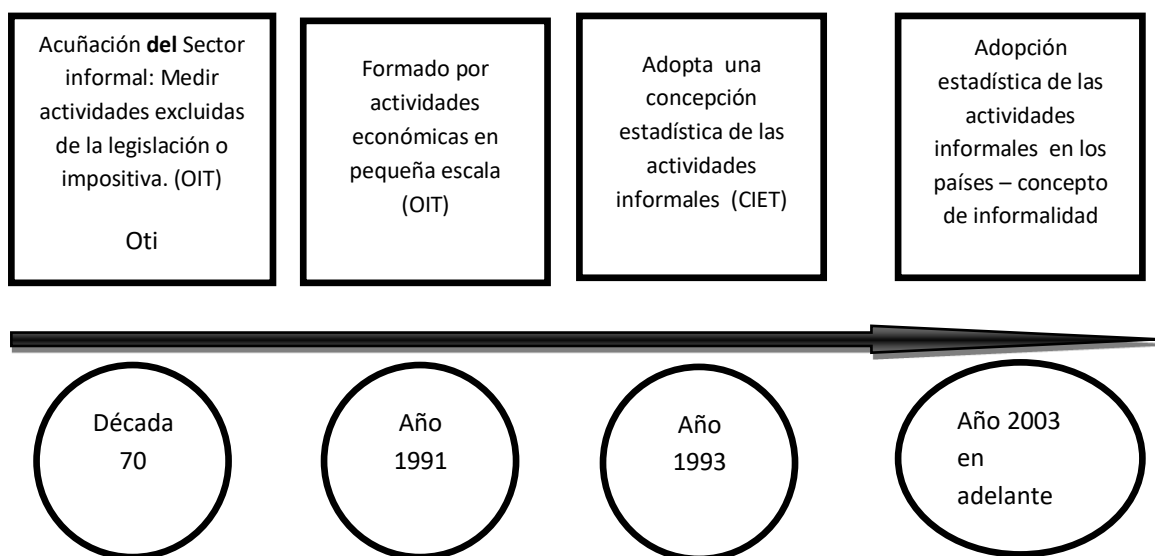 Acuñación del Sector
informal: Medir
actividades excluidas
de la legislación o
impositiva. (OIT)
Oti
Formado por
actividades
económicas en
pequeña escala
(OIT)
Adopta una
concepción
estadística de las
actividades
informales (CIET)
Adopción
estadística de las
actividades
informales en los
países – concepto
de informalidad
Década
70
Año
1991
Año
1993
Año 2003
en
adelante